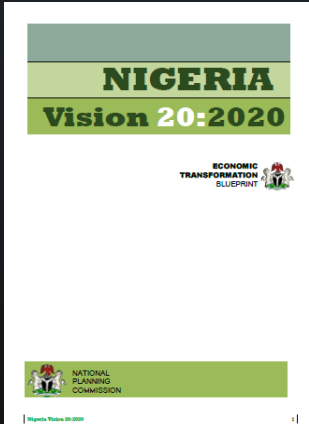 NIGERIA
Vision 20:2020
ECONOMIC
TRANSFORMATION
BLUEPRINT
NATIONAL
PLANNING
COMMISSION
Nigeria Vision 20:2020 1